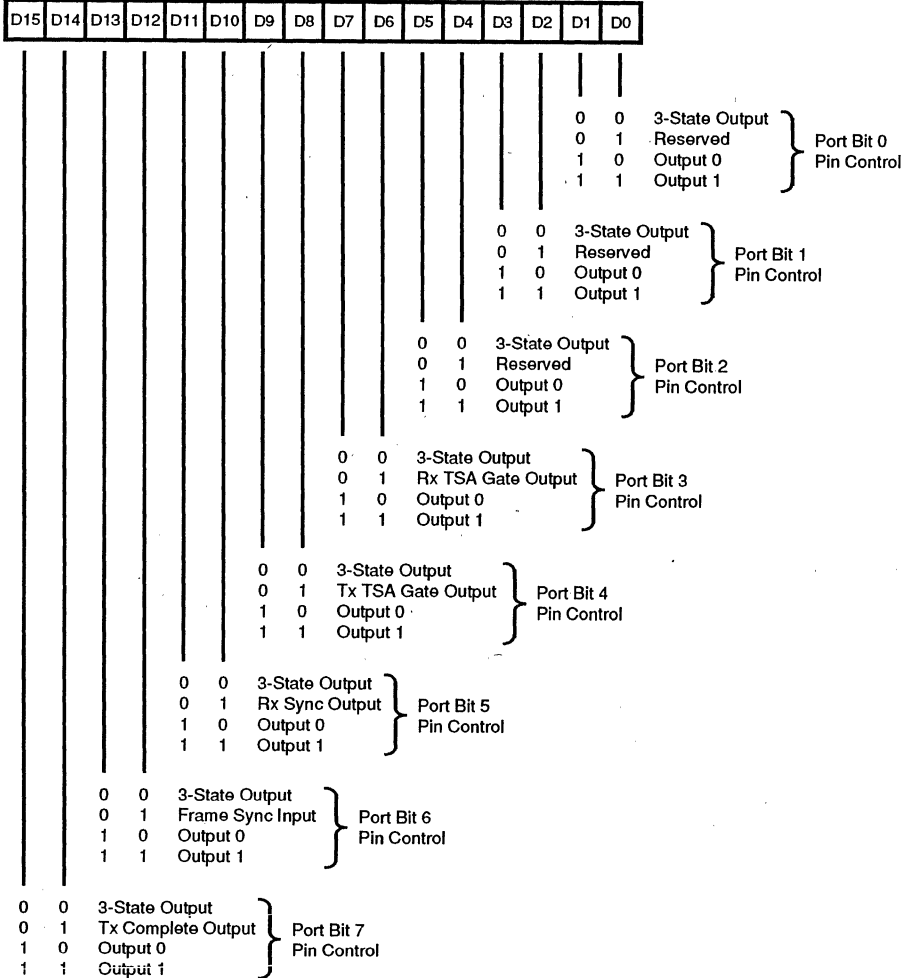 D15 D14 D13 D12 D11 D10 D9 D8 D7 D6 D5 D4 D3 D2 D1 D0
0 0 3-State Output
0 1 Reserved
1 0 Output 0
1 1 Output 1
Port Bit 0
Pin Control
0 0 3-State Output
0 1 Reserved
1 0 Output 0
1 1 Output 1
Port Bit 1
Pin Control
0 0 3-State Output
0 1 Reserved
1 0 Output 0
1 1 Output 1
Port Bit 2
Pin Control
0 0 3-State Output
0 1 Rx TSA Gate Output
1 0 Output 0
1 1 Output 1
Port Bit 3
Pin Control
0 0 3-State Output
0 1 Tx TSA Gate Output
1 0 Output 0
1 1 Output 1
Port Bit 4
Pin Control
0 0 3-State Output
0 1 Rx Sync Output
1 0 Output 0
1 1 Output 1
Port Bit 5
Pin Control
0 0 3-State Output
0 1 Frame Sync Input
1 0 Output 0
1 1 Output 1
Port Bit 6
Pin Control
0 0 3-State Output
0 1 Tx Complete Output
1 0 Output 0
1 1 Output 1
Port Bit 7
Pin Control